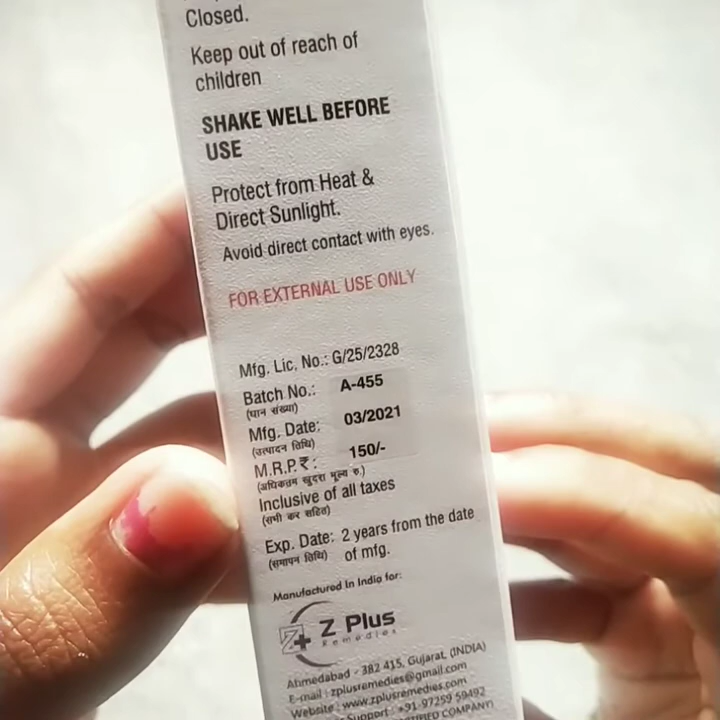 Closed.
Keep out of reach of
children
SHAKE WELL BEFORE
USE
Protect from Heat &
Direct Sunlight.
Avoid direct contact with eyes.
FOR EXTERNAL USE ONLY
Mfg. Lic. No.: G/25/2328
Batch No.: A-455
(घान संख्या)
Mfg. Date: 03/2021
(उत्पादन तिथि)
M.R.P.₹: 150/-
(अधिकतम खुदरा मूल्य रु.)
Inclusive of all taxes
(सभी कर सहित)
Exp. Date: 2 years from the date
(समापन तिथि) of mfg.
Manufactured In India for:
Z+ Z Plus
Remedies
Ahmedabad - 382 415, Gujarat, (INDIA)
E-mail : zplusremedies@gmail.com
Website : www.zplusremedies.com
Support : +91-97259 59492
COMPANY)